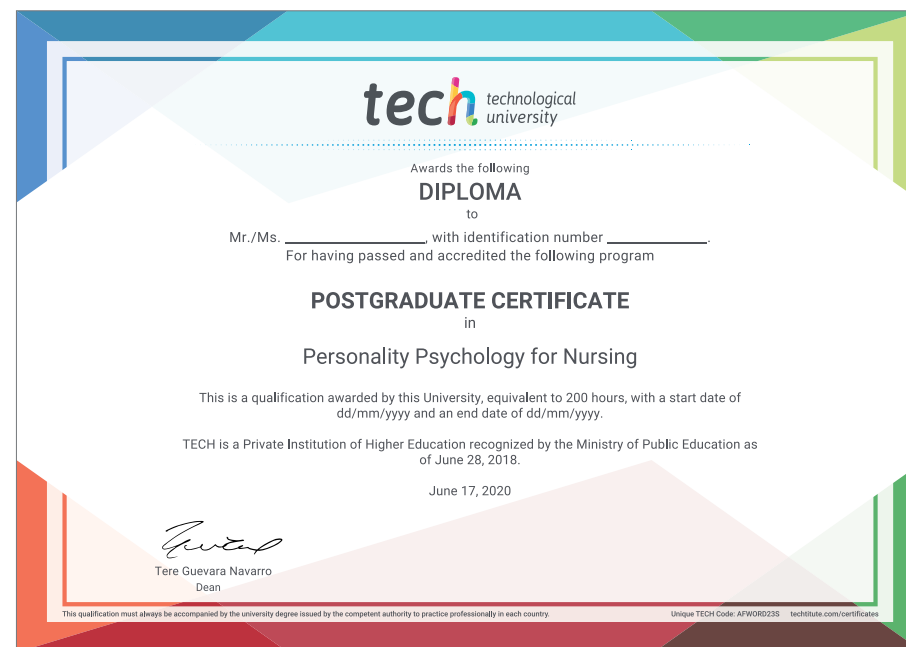 tech technological
university
Awards the following
DIPLOMA
to
Mr./Ms. ____________________, with identification number ______________.
For having passed and accredited the following program
POSTGRADUATE CERTIFICATE
in
Personality Psychology for Nursing
This is a qualification awarded by this University, equivalent to 200 hours, with a start date of
dd/mm/yyyy and an end date of dd/mm/yyyy.
TECH is a Private Institution of Higher Education recognized by the Ministry of Public Education as
of June 28, 2018.
June 17, 2020
Tere Guevara Navarro
Dean
This qualification must always be accompanied by the university degree issued by the competent authority to practice professionally in each country. Unique TECH Code: AFWORD23S techtitute.com/certificates